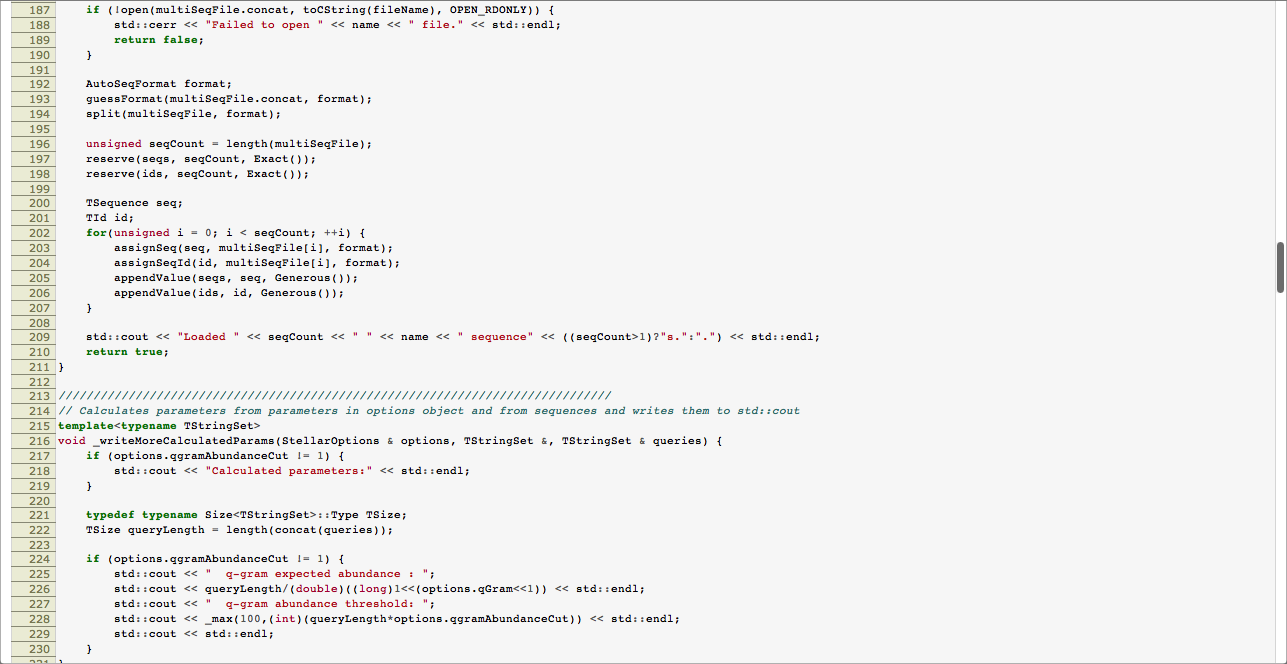 187 if (!open(multiSeqFile.concat, toCString(fileName), OPEN_RDONLY)) {
188 std::cerr << "Failed to open " << name << " file." << std::endl;
189 return false;
190 }
191
192 AutoSeqFormat format;
193 guessFormat(multiSeqFile.concat, format);
194 split(multiSeqFile, format);
195
196 unsigned seqCount = length(multiSeqFile);
197 reserve(seqs, seqCount, Exact());
198 reserve(ids, seqCount, Exact());
199
200 TSequence seq;
201 TId id;
202 for(unsigned i = 0; i < seqCount; ++i) {
203 assignSeq(seq, multiSeqFile[i], format);
204 assignSeqId(id, multiSeqFile[i], format);
205 appendValue(seqs, seq, Generous());
206 appendValue(ids, id, Generous());
207 }
208
209 std::cout << "Loaded " << seqCount << " " << name << " sequence" << ((seqCount>1)?"s.":".") << std::endl;
210 return true;
211 }
212
213 ///////////////////////////////////////////////////////////////////////////////
214 // Calculates parameters from parameters in options object and from sequences and writes them to std::cout
215 template<typename TStringSet>
216 void _writeMoreCalculatedParams(StellarOptions & options, TStringSet &, TStringSet & queries) {
217 if (options.qgramAbundanceCut != 1) {
218 std::cout << "Calculated parameters:" << std::endl;
219 }
220
221 typedef typename Size<TStringSet>::Type TSize;
222 TSize queryLength = length(concat(queries));
223
224 if (options.qgramAbundanceCut != 1) {
225 std::cout << "  q-gram expected abundance : ";
226 std::cout << queryLength/(double)((long)1<<(options.qGram<<1)) << std::endl;
227 std::cout << "  q-gram abundance threshold: ";
228 std::cout << _max(100,(int)(queryLength*options.qgramAbundanceCut)) << std::endl;
229 std::cout << std::endl;
230 }
231 }